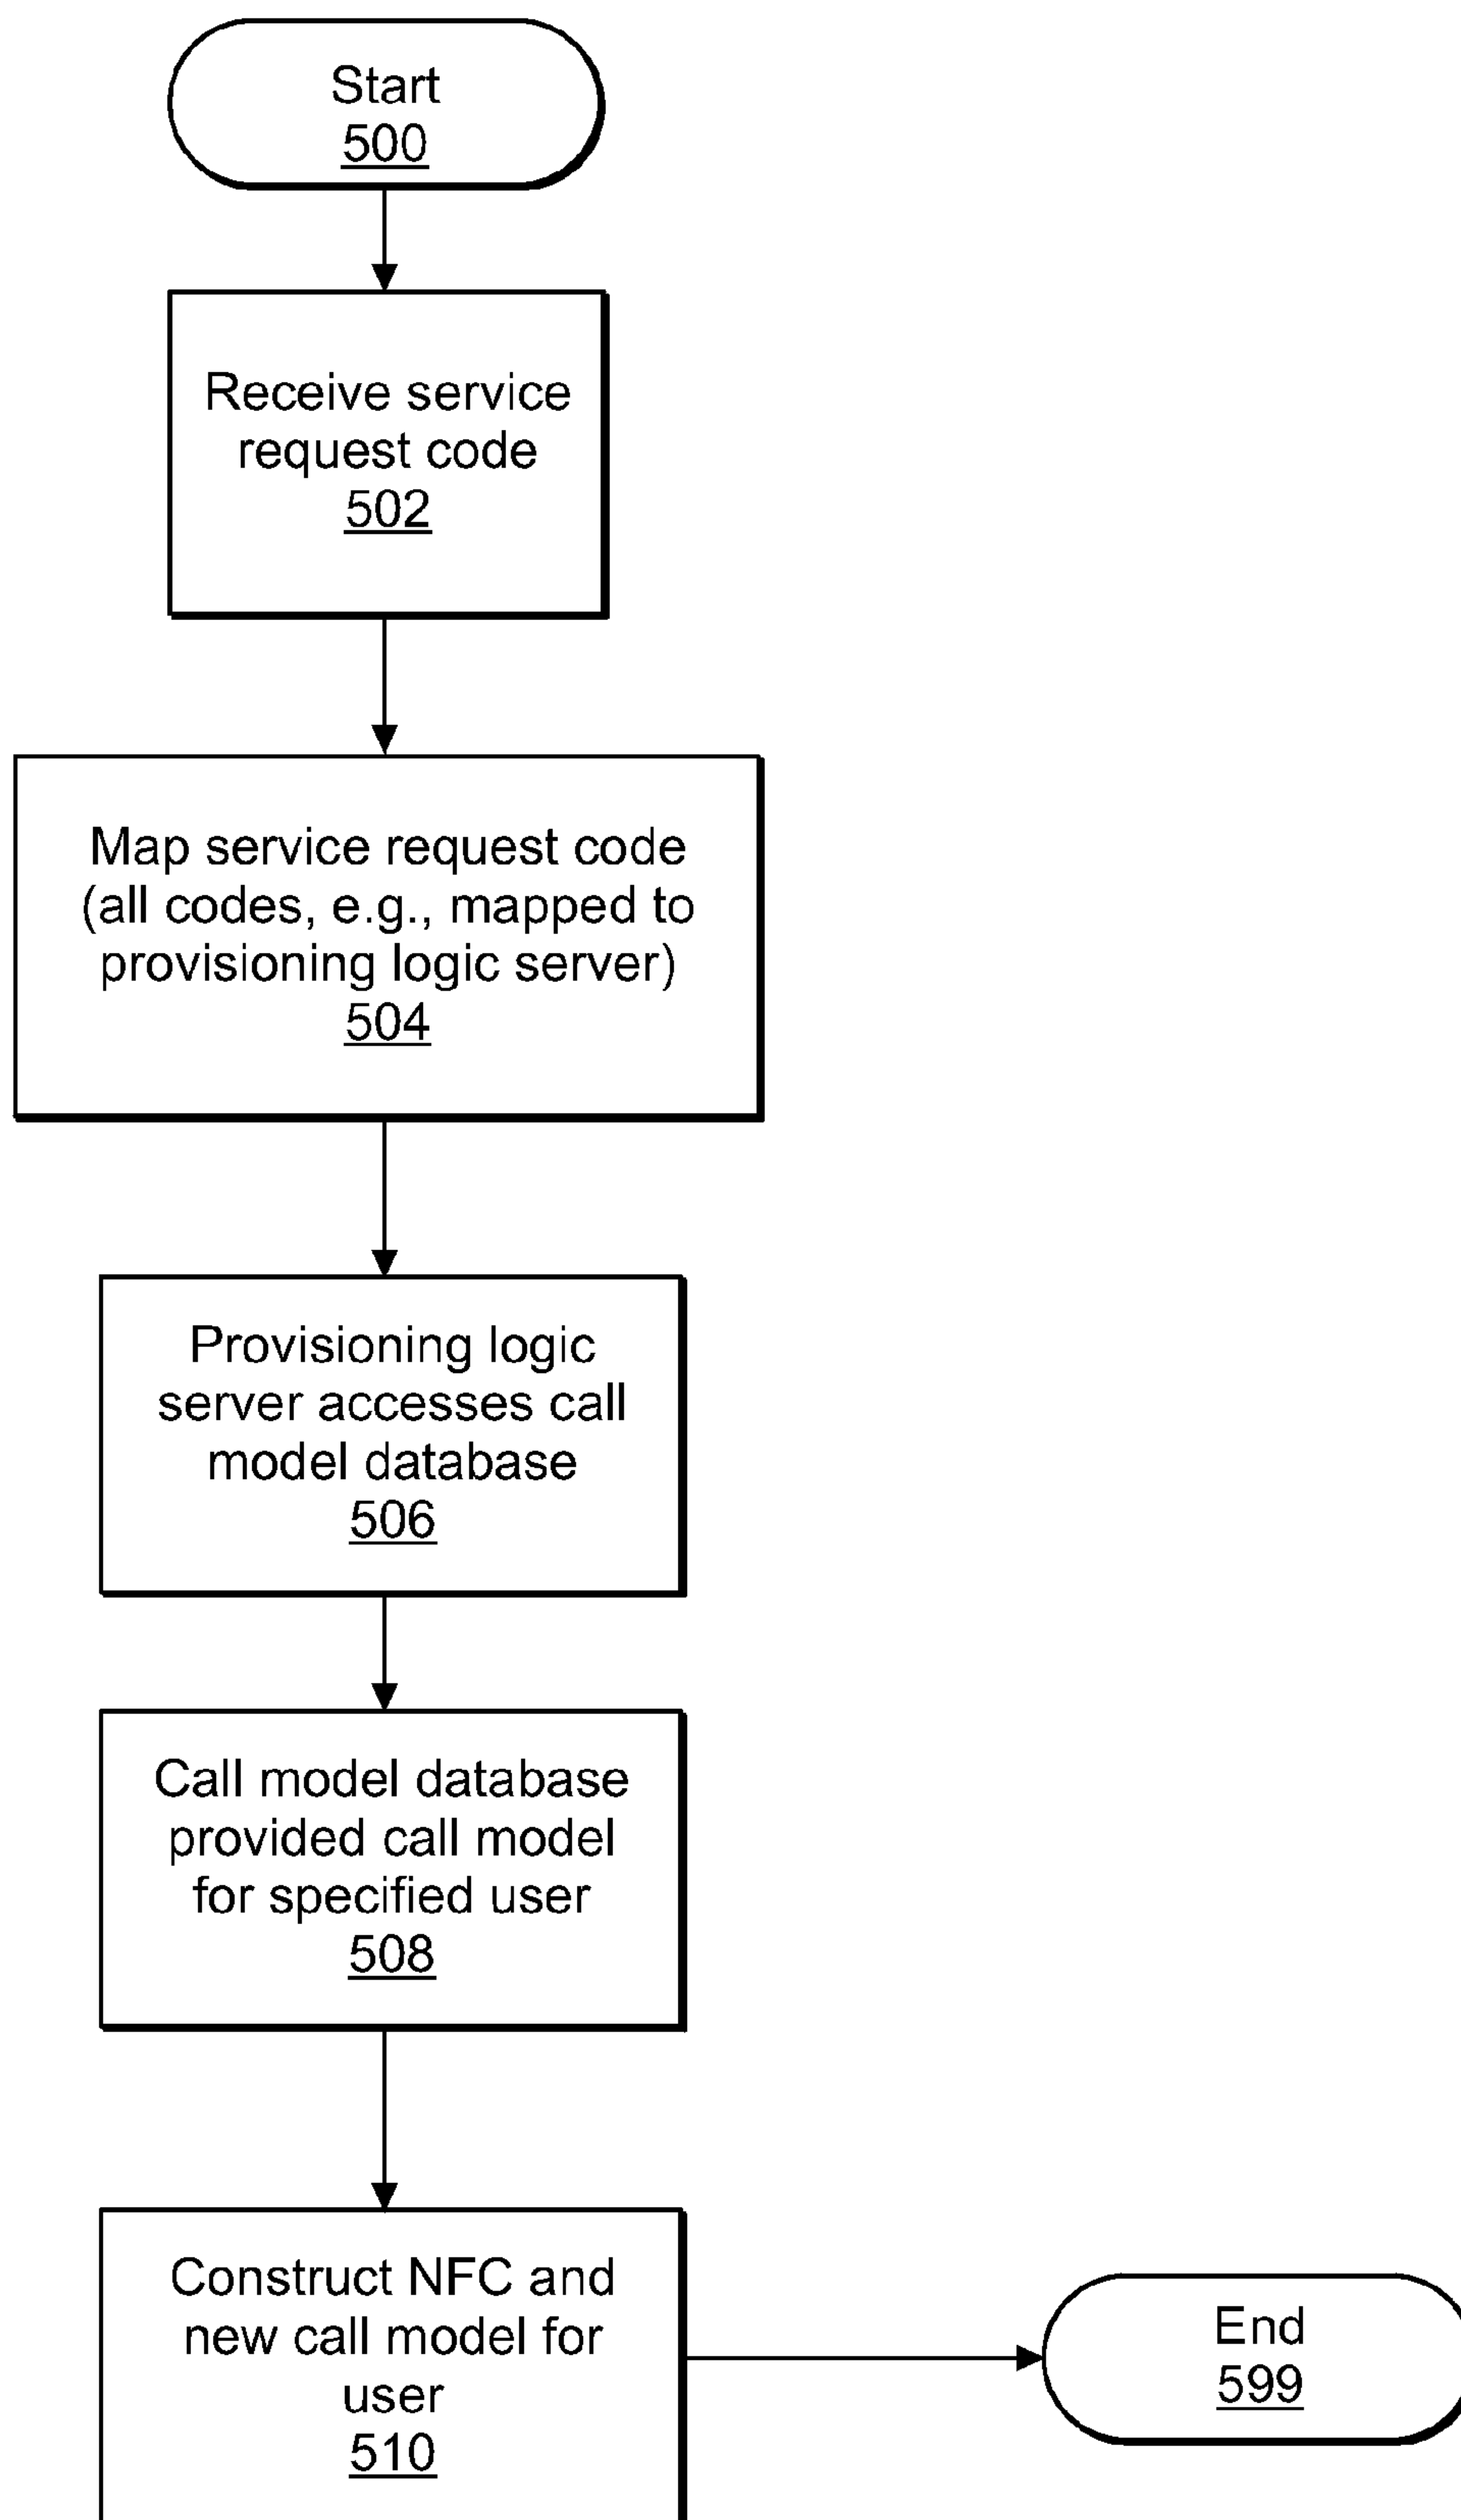 Start
500
Receive service
request code
502
Map service request code
(all codes, e.g., mapped to
provisioning logic server)
504
Provisioning logic
server accesses call
model database
506
Call model database
provided call model
for specified user
508
Construct NFC and
new call model for
user
510
End
599